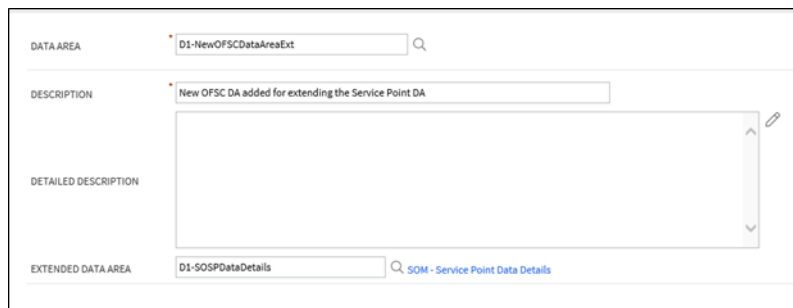 DATA AREA * D1-NewOFSCDataAreaExt
DESCRIPTION * New OFSC DA added for extending the Service Point DA
DETAILED DESCRIPTION
EXTENDED DATA AREA D1-SOSPDataDetails SOM - Service Point Data Details